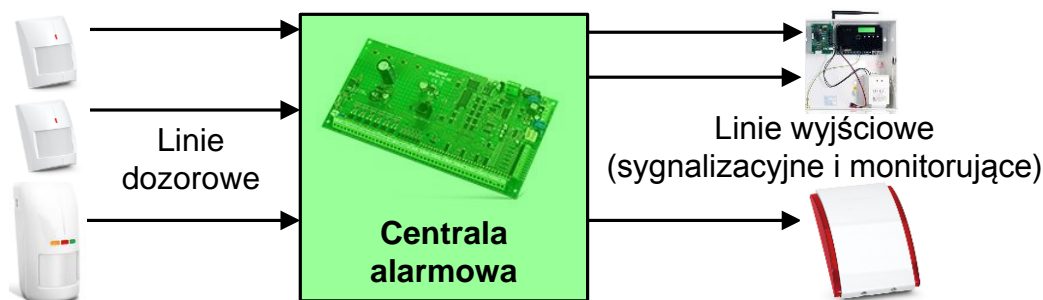 Linie
dozorowe
Centrala
alarmowa
Linie wyjściowe
(sygnalizacyjne i monitorujące)